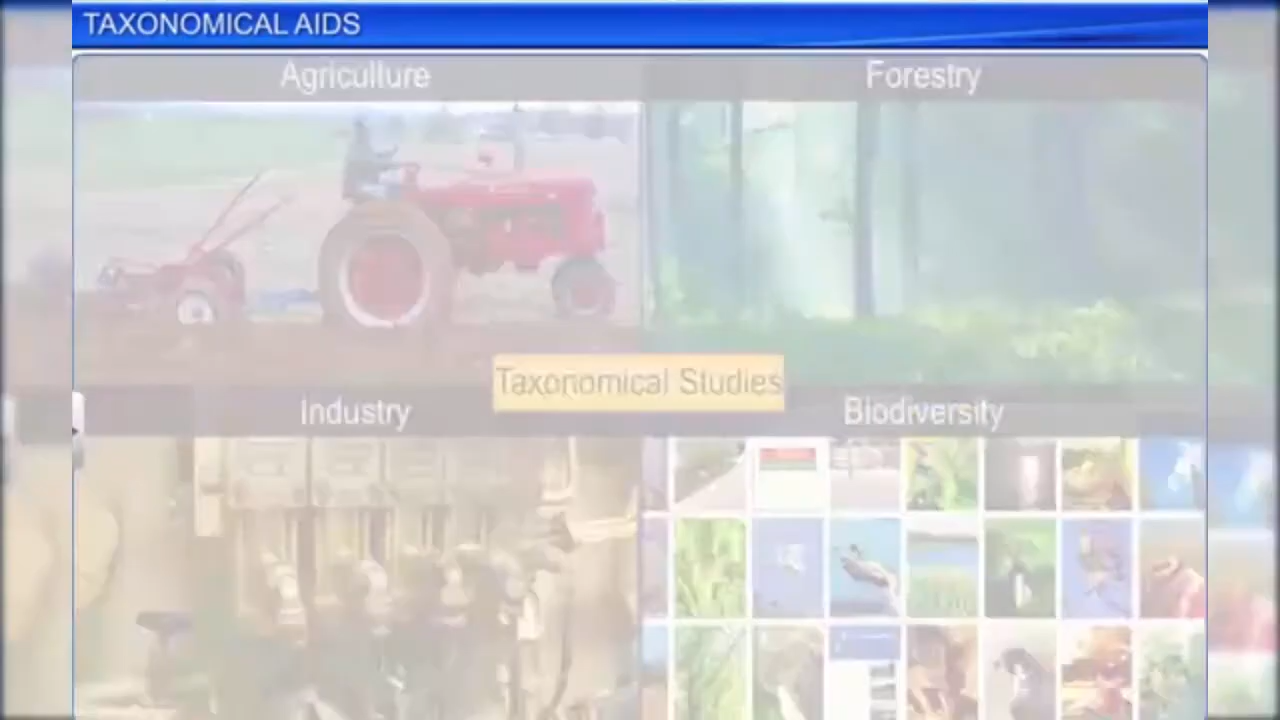 TAXONOMICAL AIDS
Agriculture
Forestry
Taxonomical Studies
Industry
Biodiversity